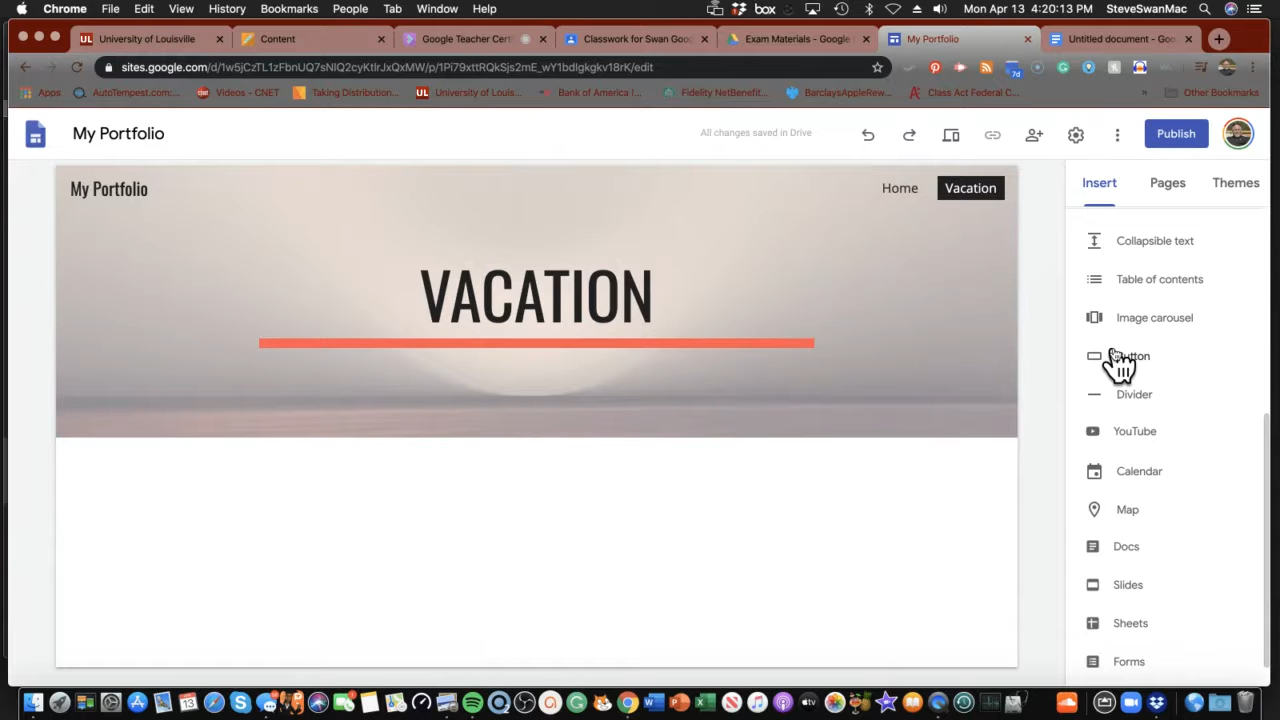 Chrome File Edit View History Bookmarks People Tab Window Help box Mon Apr 13 4:20:13 PM SteveSwanMac
UL University of Louisville Content Google Teacher Cert Classwork for Swan Goo Exam Materials - Google My Portfolio Untitled document - Goo
sites.google.com/d/1w5jCzTL1zFbnUQ7sNIQ2cyKtlrJxQxMW/p/1Pi79xttRQkSjs2mE_wY1bdIgkgkv18rK/edit 7d
Apps AutoTempest.com:... Videos - CNET Taking Distribution... UL University of Louis... Bank of America I... Fidelity NetBenefit... BarclaysAppleRew... Class Act Federal C... » Other Bookmarks
My Portfolio All changes saved in Drive Publish
Insert Pages Themes
My Portfolio Home Vacation
VACATION
Collapsible text
Table of contents
Image carousel
Divider
YouTube
Calendar
Map
Docs
Slides
Sheets
Forms